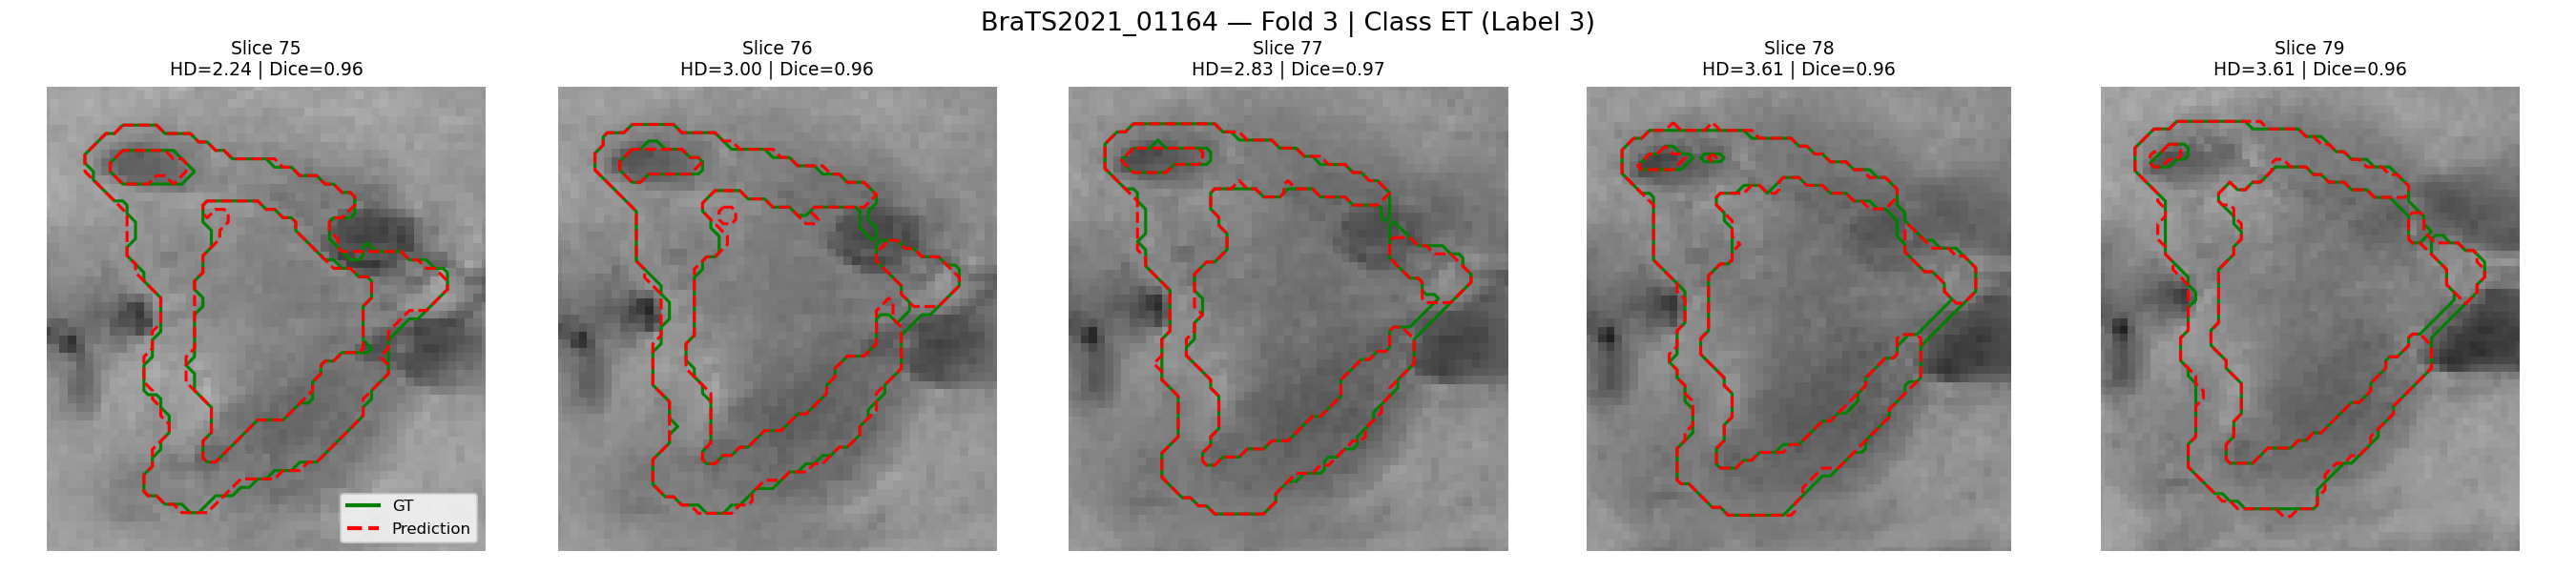 BraTS2021_01164 — Fold 3 | Class ET (Label 3)
Slice 75
HD=2.24 | Dice=0.96
Slice 76
HD=3.00 | Dice=0.96
Slice 77
HD=2.83 | Dice=0.97
Slice 78
HD=3.61 | Dice=0.96
Slice 79
HD=3.61 | Dice=0.96
GT
Prediction